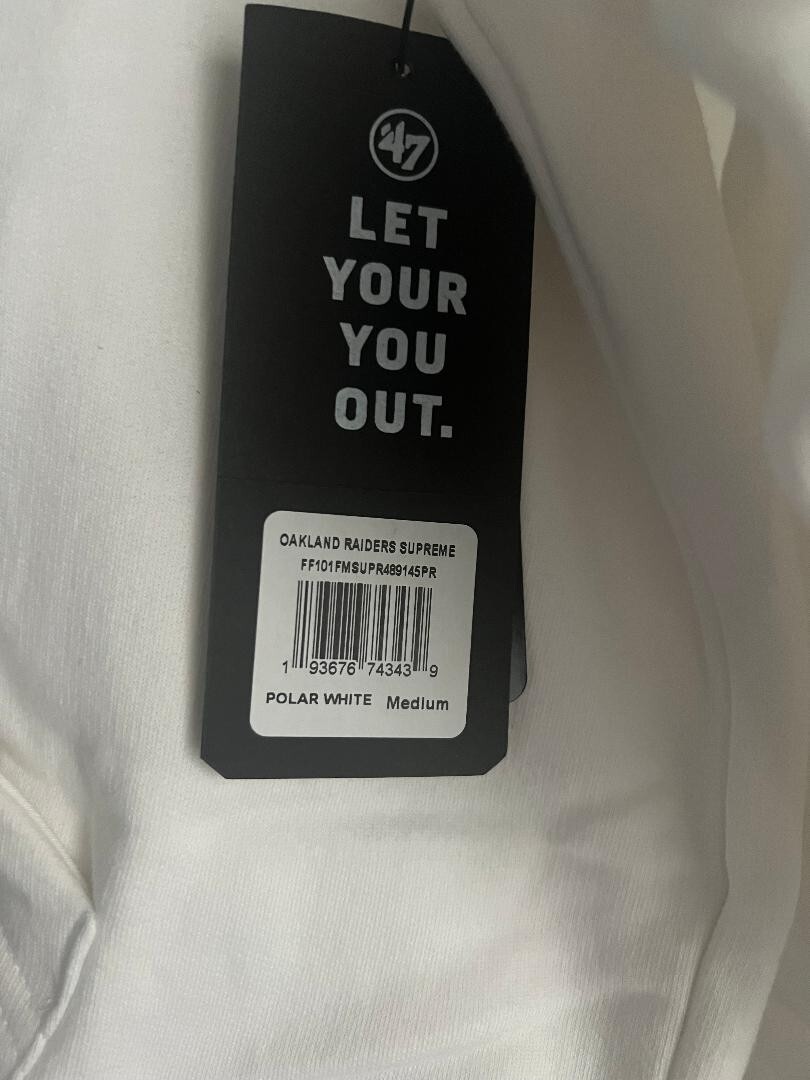 '47
LET
YOUR
YOU
OUT.
OAKLAND RAIDERS SUPREME
FF101FMSUPR489145PR
1 93676 74343 9
POLAR WHITE Medium